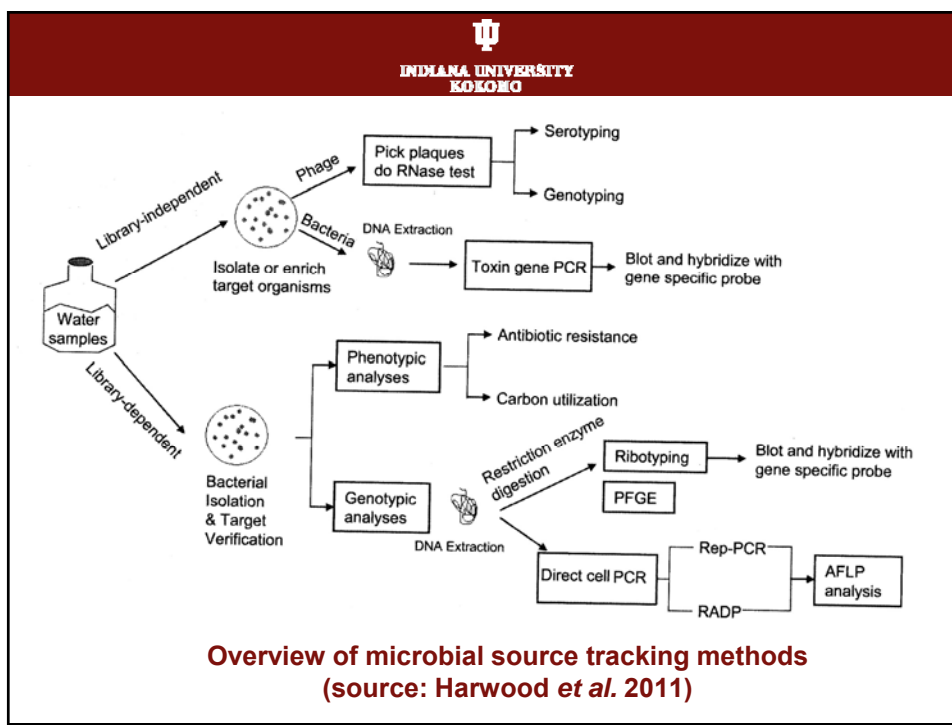 INDIANA UNIVERSITY
KOKOMO
Serotyping
Phage
Pick plaques
do RNase test
Genotyping
Library-independent
Bacteria
DNA Extraction
Isolate or enrich
target organisms
Toxin gene PCR
Blot and hybridize with
gene specific probe
Water
samples
Library-dependent
Antibiotic resistance
Phenotypic
analyses
Carbon utilization
Bacterial
Isolation
& Target
Verification
Genotypic
analyses
DNA Extraction
Restriction enzyme
digestion
Ribotyping
Blot and hybridize with
gene specific probe
PFGE
Direct cell PCR
Rep-PCR
RADP
AFLP
analysis
Overview of microbial source tracking methods
(source: Harwood et al. 2011)